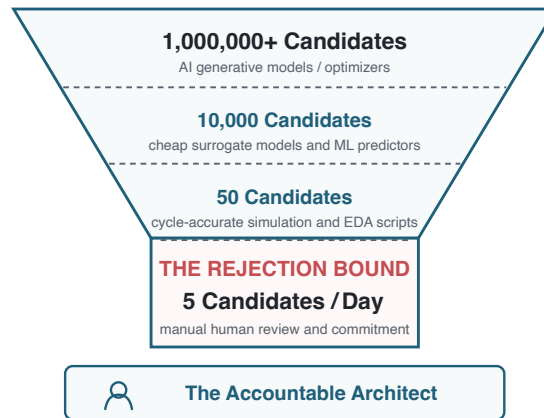 1,000,000+ Candidates
AI generative models / optimizers
10,000 Candidates
cheap surrogate models and ML predictors
50 Candidates
cycle-accurate simulation and EDA scripts
THE REJECTION BOUND
5 Candidates / Day
manual human review and commitment
The Accountable Architect